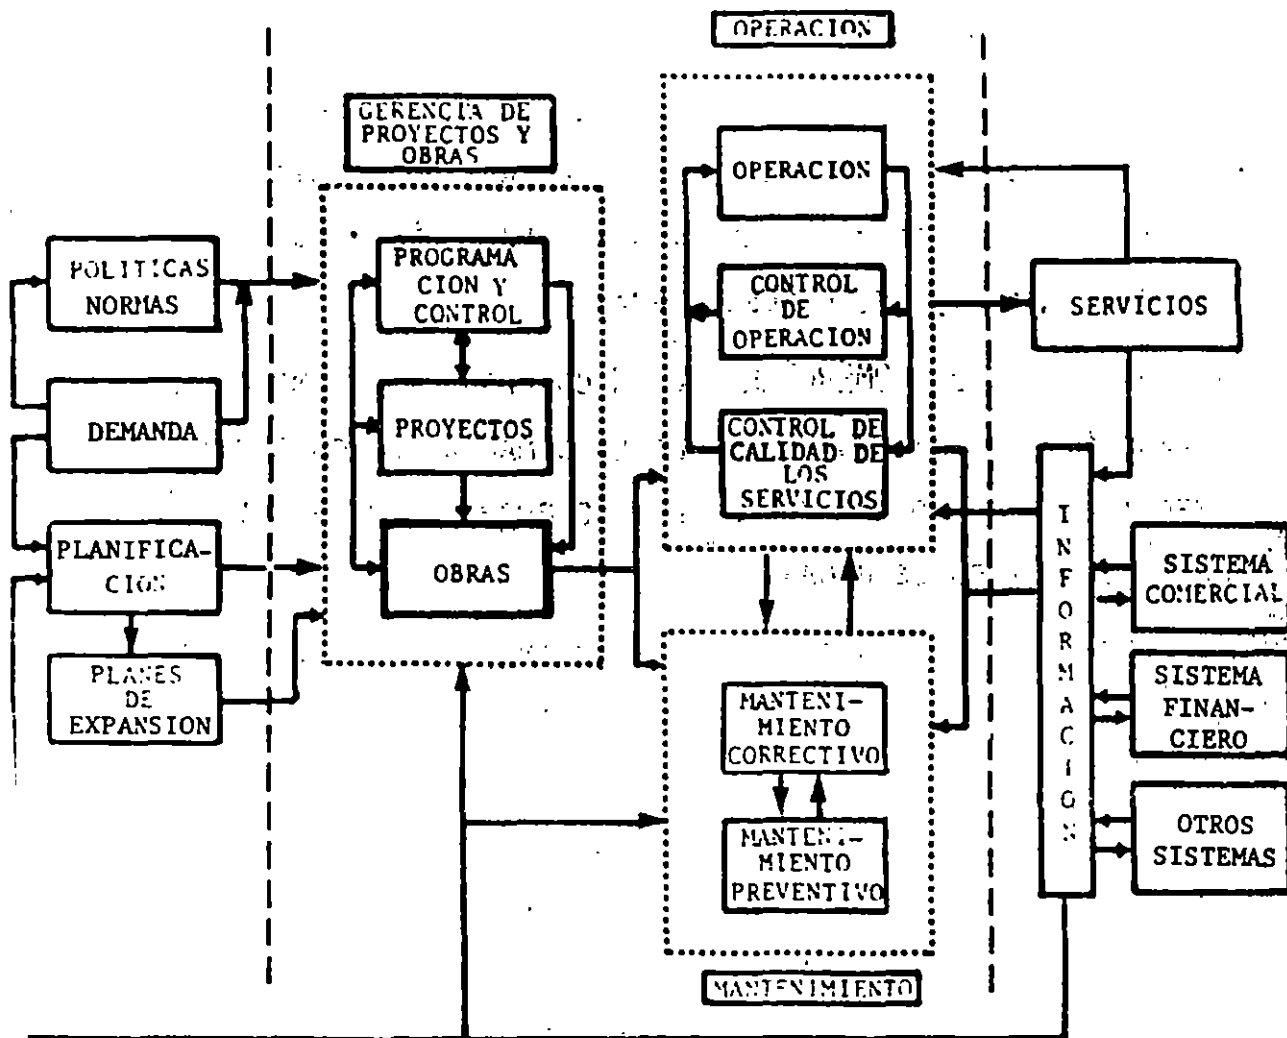 OPERACION
GERENCIA DE
PROYECTOS Y
OBRAS
POLITICAS
NORMAS
DEMANDA
PLANIFICA-
CION
PLANES
DE
EXPANSION
PROGRAMA
CION Y
CONTROL
PROYECTOS
OBRAS
OPERACION
CONTROL
DE
OPERACION
CONTROL DE
CALIDAD DE
LOS
SERVICIOS
MANTENI-
MIENTO
CORRECTIVO
MANTENI-
MIENTO
PREVENTIVO
MANTENIMIENTO
SERVICIOS
I
N
F
O
R
M
A
C
I
O
N
SISTEMA
COMERCIAL
SISTEMA
FINAN-
CIERO
OTROS
SISTEMAS